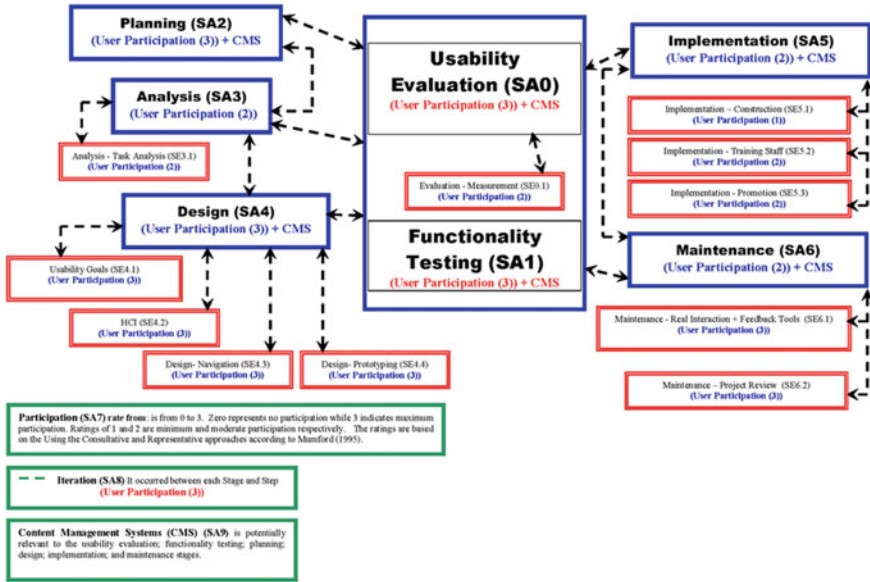 Planning (SA2)
(User Participation (3)) + CMS
Analysis (SA3)
(User Participation (2))
Analysis - Task Analysis (SE3.1)
(User Participation (2))
Design (SA4)
(User Participation (3)) + CMS
Usability Goals (SE4.1)
(User Participation (3))
HCI (SE4.2)
(User Participation (3))
Design- Navigation (SE4.3)
(User Participation (3))
Design- Prototyping (SE4.4)
(User Participation (3))
Usability
Evaluation (SA0)
(User Participation (3)) + CMS
Evaluation - Measurement (SE0.1)
(User Participation (2))
Functionality
Testing (SA1)
(User Participation (3)) + CMS
Implementation (SA5)
(User Participation (2)) + CMS
Implementation – Construction (SE5.1)
(User Participation (1))
Implementation - Training Staff (SE5.2)
(User Participation (2))
Implementation - Promotion (SE5.3)
(User Participation (2))
Maintenance (SA6)
(User Participation (2)) + CMS
Maintenance - Real Interaction + Feedback Tools (SE6.1)
(User Participation (3))
Maintenance – Project Review (SE6.2)
(User Participation (3))
Participation (SA7) rate from: is from 0 to 3. Zero represents no participation while 3 indicates maximum
participation. Ratings of 1 and 2 are minimum and moderate participation respectively. The ratings are based
on the Using the Consultative and Representative approaches according to Mumford (1995).
Iteration (SA8) It occurred between each Stage and Step
(User Participation (3))
Content Management Systems (CMS) (SA9) is potentially
relevant to the usability evaluation; functionality testing; planning;
design; implementation; and maintenance stages.